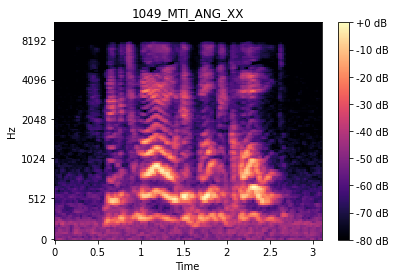 1049_MTI_ANG_XX
8192
4096
2048
1024
512
0
Hz
0
0.5
1
1.5
2
2.5
3
Time
+0 dB
-10 dB
-20 dB
-30 dB
-40 dB
-50 dB
-60 dB
-70 dB
-80 dB